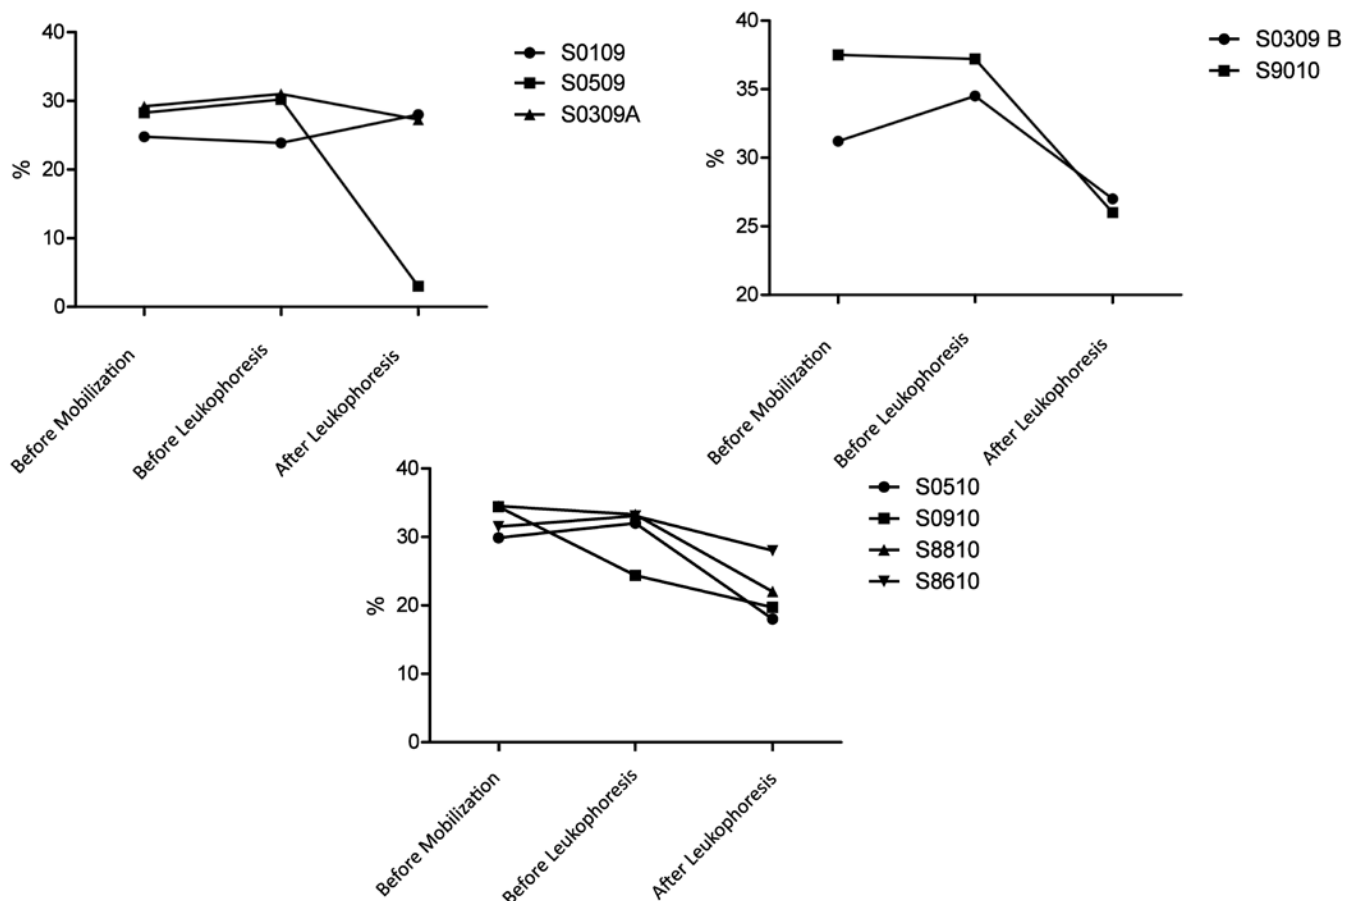 40
30
20
10
0
%
S0109
S0509
S0309A
Before Mobilization
Before Leukophoresis
After Leukophoresis
40
35
30
25
20
%
S0309 B
S9010
Before Mobilization
Before Leukophoresis
After Leukophoresis
40
30
20
10
0
%
S0510
S0910
S8810
S8610
Before Mobilization
Before Leukophoresis
After Leukophoresis